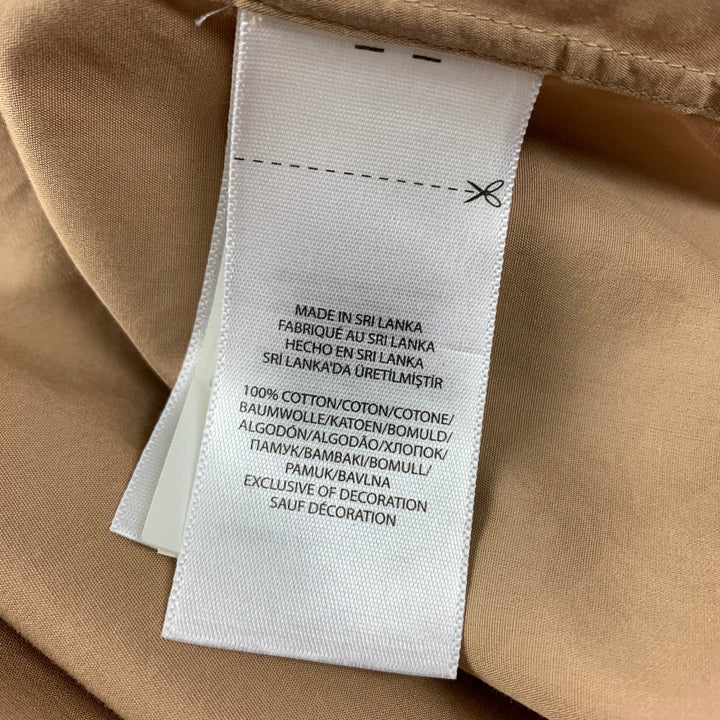 MADE IN SRI LANKA
FABRIQUÉ AU SRI LANKA
HECHO EN SRI LANKA
SRİ LANKA'DA ÜRETİLMİŞTİR
100% COTTON/COTON/COTONE/
BAUMWOLLE/KATOEN/BOMULD/
ALGODÓN/ALGODÃO/ХЛОПОК/
ПАМУК/BAMBAKI/BOMULL/
PAMUK/BAVLNA
EXCLUSIVE OF DECORATION
SAUF DÉCORATION